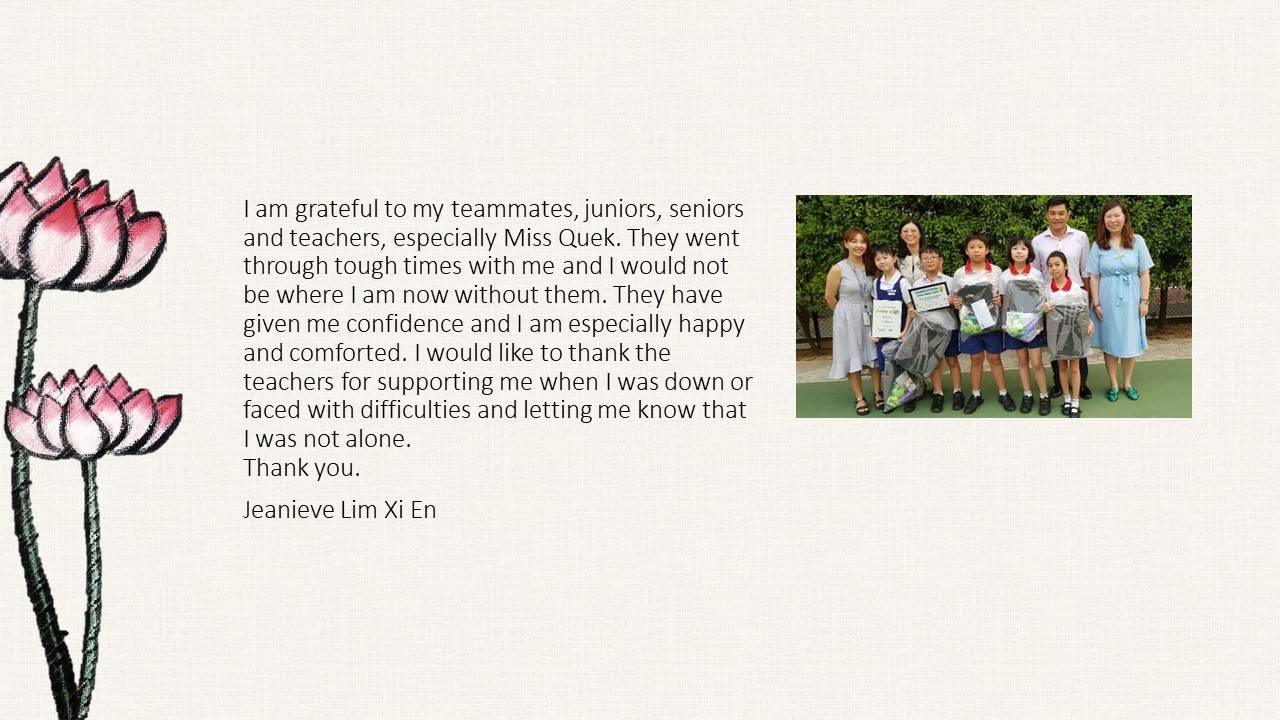 I am grateful to my teammates, juniors, seniors
and teachers, especially Miss Quek. They went
through tough times with me and I would not
be where I am now without them. They have
given me confidence and I am especially happy
and comforted. I would like to thank the
teachers for supporting me when I was down or
faced with difficulties and letting me know that
I was not alone.
Thank you.
Jeanieve Lim Xi En